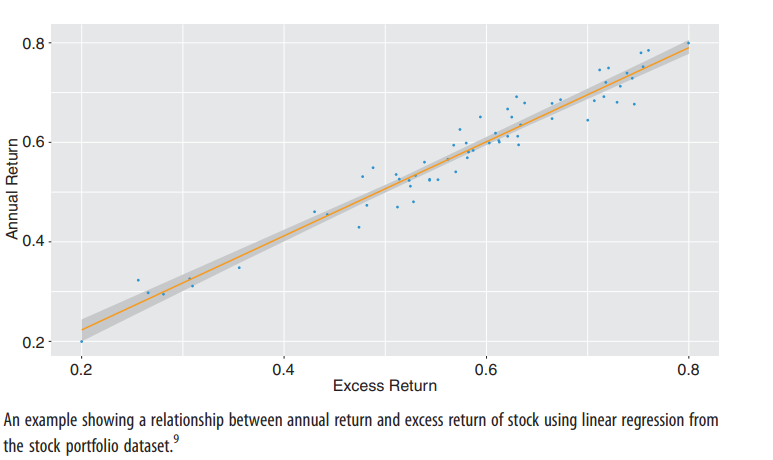 0.8
0.6
0.4
0.2
Annual Return
0.2 0.4 0.6 0.8
Excess Return
An example showing a relationship between annual return and excess return of stock using linear regression from
the stock portfolio dataset.9